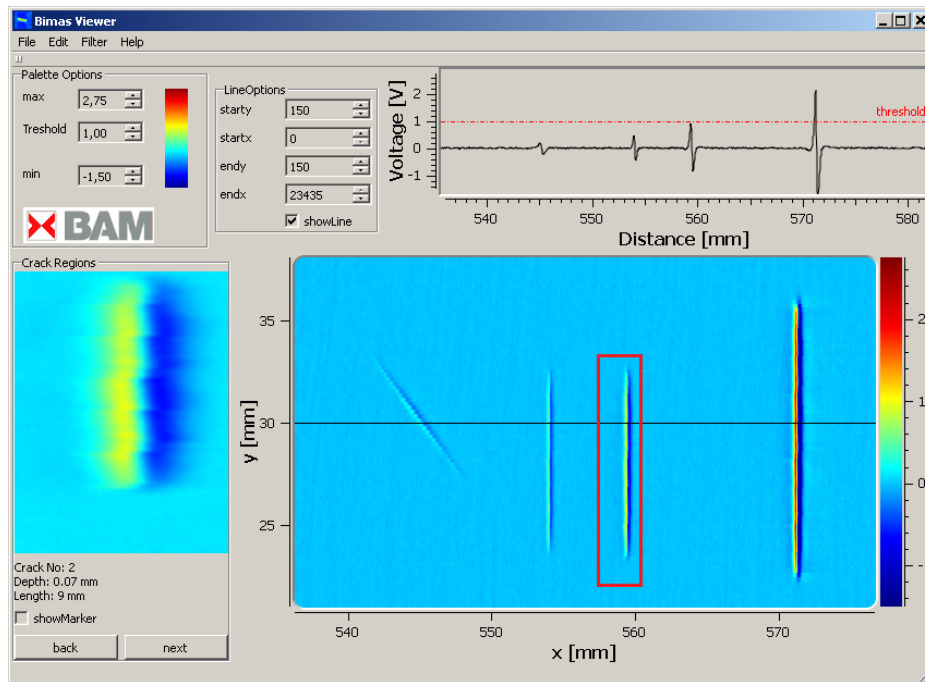 Bimas Viewer
File Edit Filter Help
Palette Options
max 2,75
Treshold 1,00
min -1,50
BAM
LineOptions
starty 150
startx 0
endy 150
endx 23435
showLine
Voltage [V]
2
1
0
-1
threshold
540 550 560 570 580
Distance [mm]
Crack Regions
Crack No: 2
Depth: 0.07 mm
Length: 9 mm
showMarker
back next
y [mm]
35
30
25
540 550 560 570
x [mm]
2
1
0